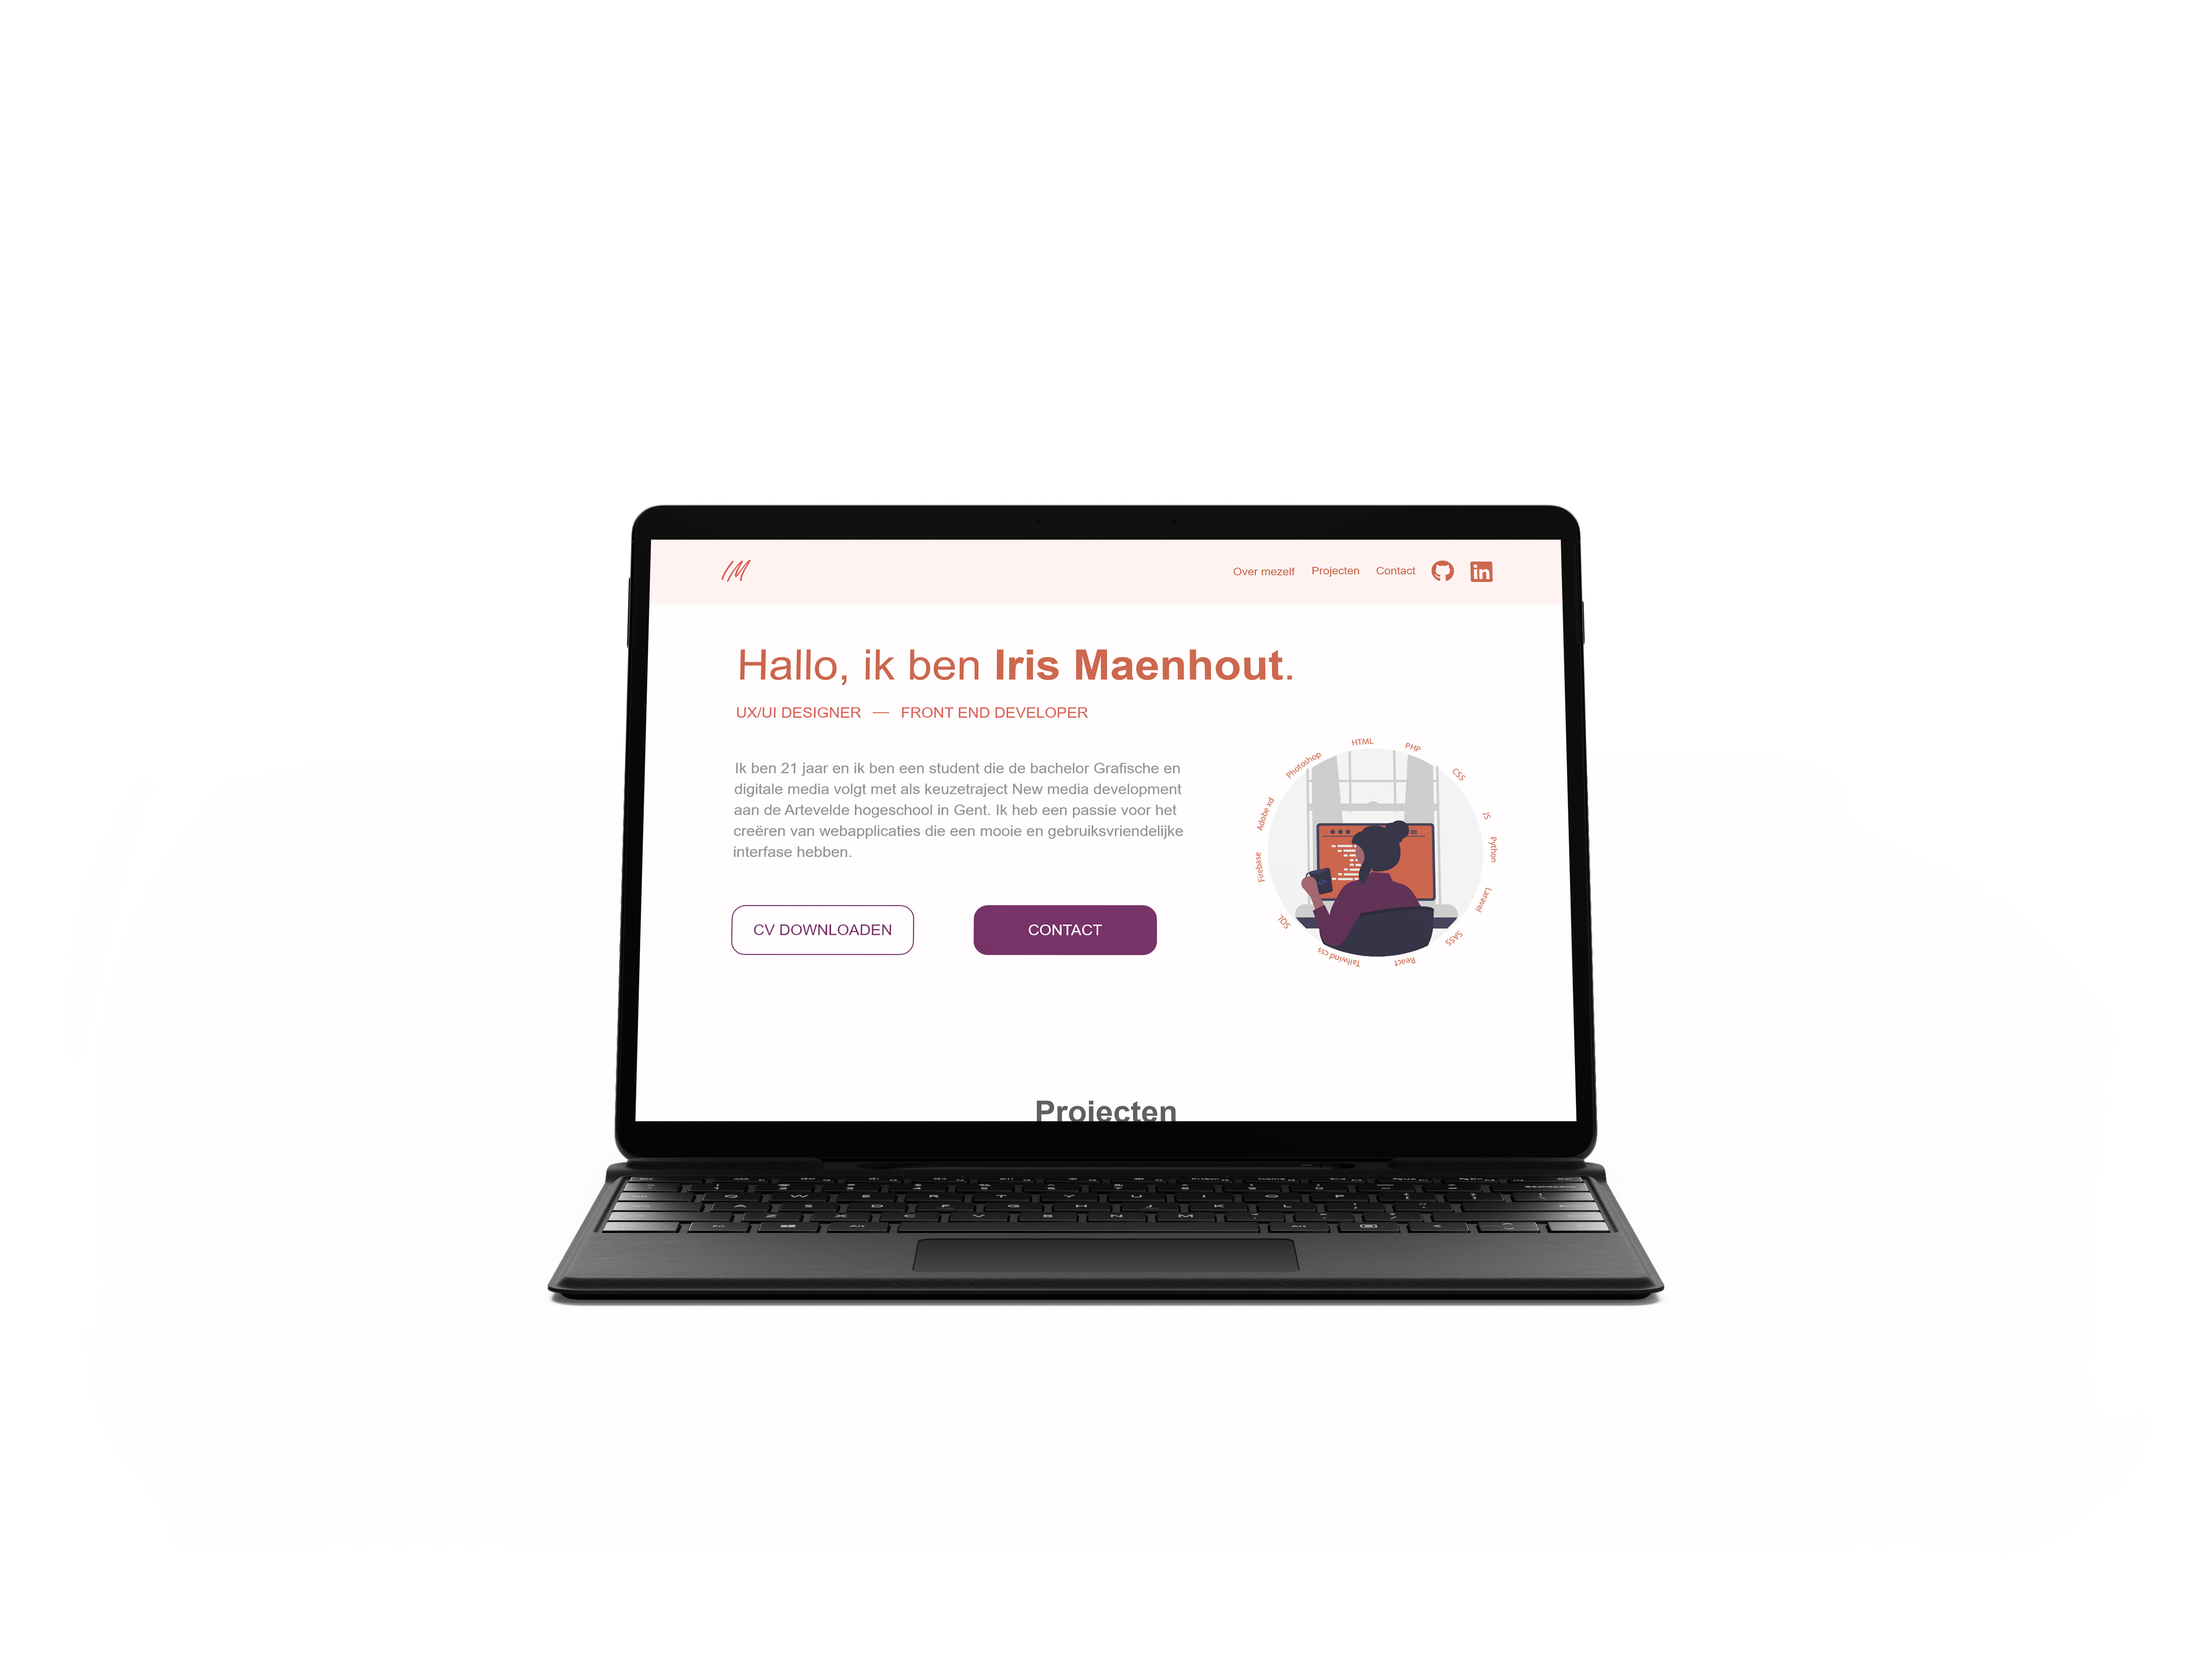 IM
Over mezelf Projecten Contact
in
Hallo, ik ben Iris Maenhout.
UX/UI DESIGNER — FRONT END DEVELOPER
Ik ben 21 jaar en ik ben een student die de bachelor Grafische en
digitale media volgt met als keuzetraject New media development
aan de Artevelde hogeschool in Gent. Ik heb een passie voor het
creëren van webapplicaties die een mooie en gebruiksvriendelijke
interfase hebben.
CV DOWNLOADEN
CONTACT
HTML
PHP
CSS
JS
Python
Laravel
SASS
React
Tailwind css
SQL
Firebase
Adobe xd
Photoshop
Projecten
Q W E R T Y U I O P
A S D F G H J K L
Z X C V B N M
Fn Alt Alt